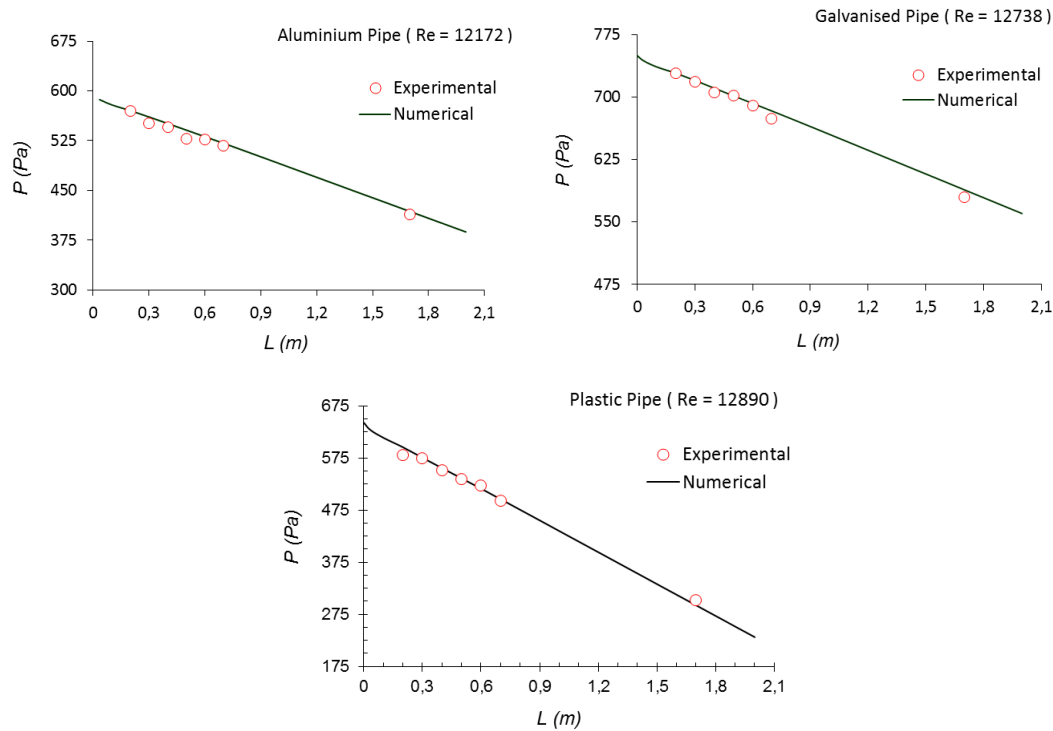 Aluminium Pipe ( Re = 12172 )
675
600
525
450
375
300
P (Pa)
Experimental
Numerical
0 0,3 0,6 0,9 1,2 1,5 1,8 2,1
L (m)
Galvanised Pipe ( Re = 12738 )
775
700
625
550
475
P (Pa)
Experimental
Numerical
0 0,3 0,6 0,9 1,2 1,5 1,8 2,1
L (m)
Plastic Pipe ( Re = 12890 )
675
575
475
375
275
175
P (Pa)
Experimental
Numerical
0 0,3 0,6 0,9 1,2 1,5 1,8 2,1
L (m)